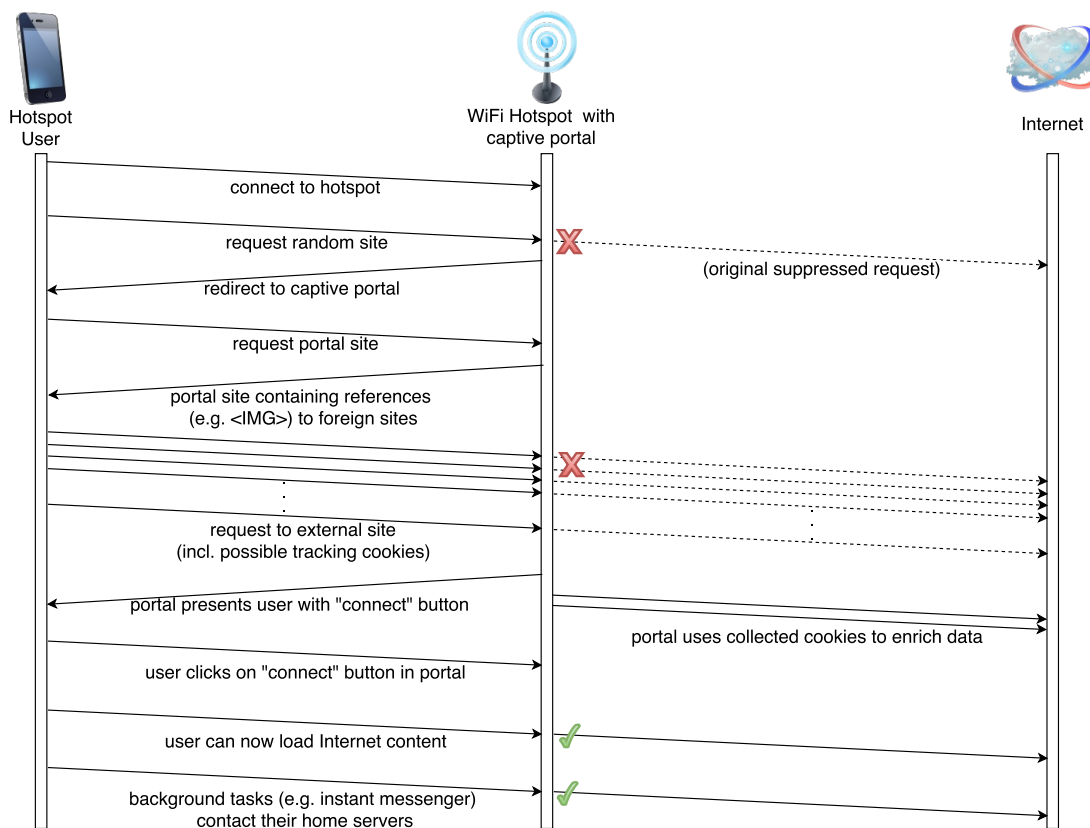 Hotspot
User
WiFi Hotspot with
captive portal
Internet
connect to hotspot
request random site
(original suppressed request)
redirect to captive portal
request portal site
portal site containing references
(e.g. <IMG>) to foreign sites
request to external site
(incl. possible tracking cookies)
portal presents user with "connect" button
portal uses collected cookies to enrich data
user clicks on "connect" button in portal
user can now load Internet content
background tasks (e.g. instant messenger)
contact their home servers